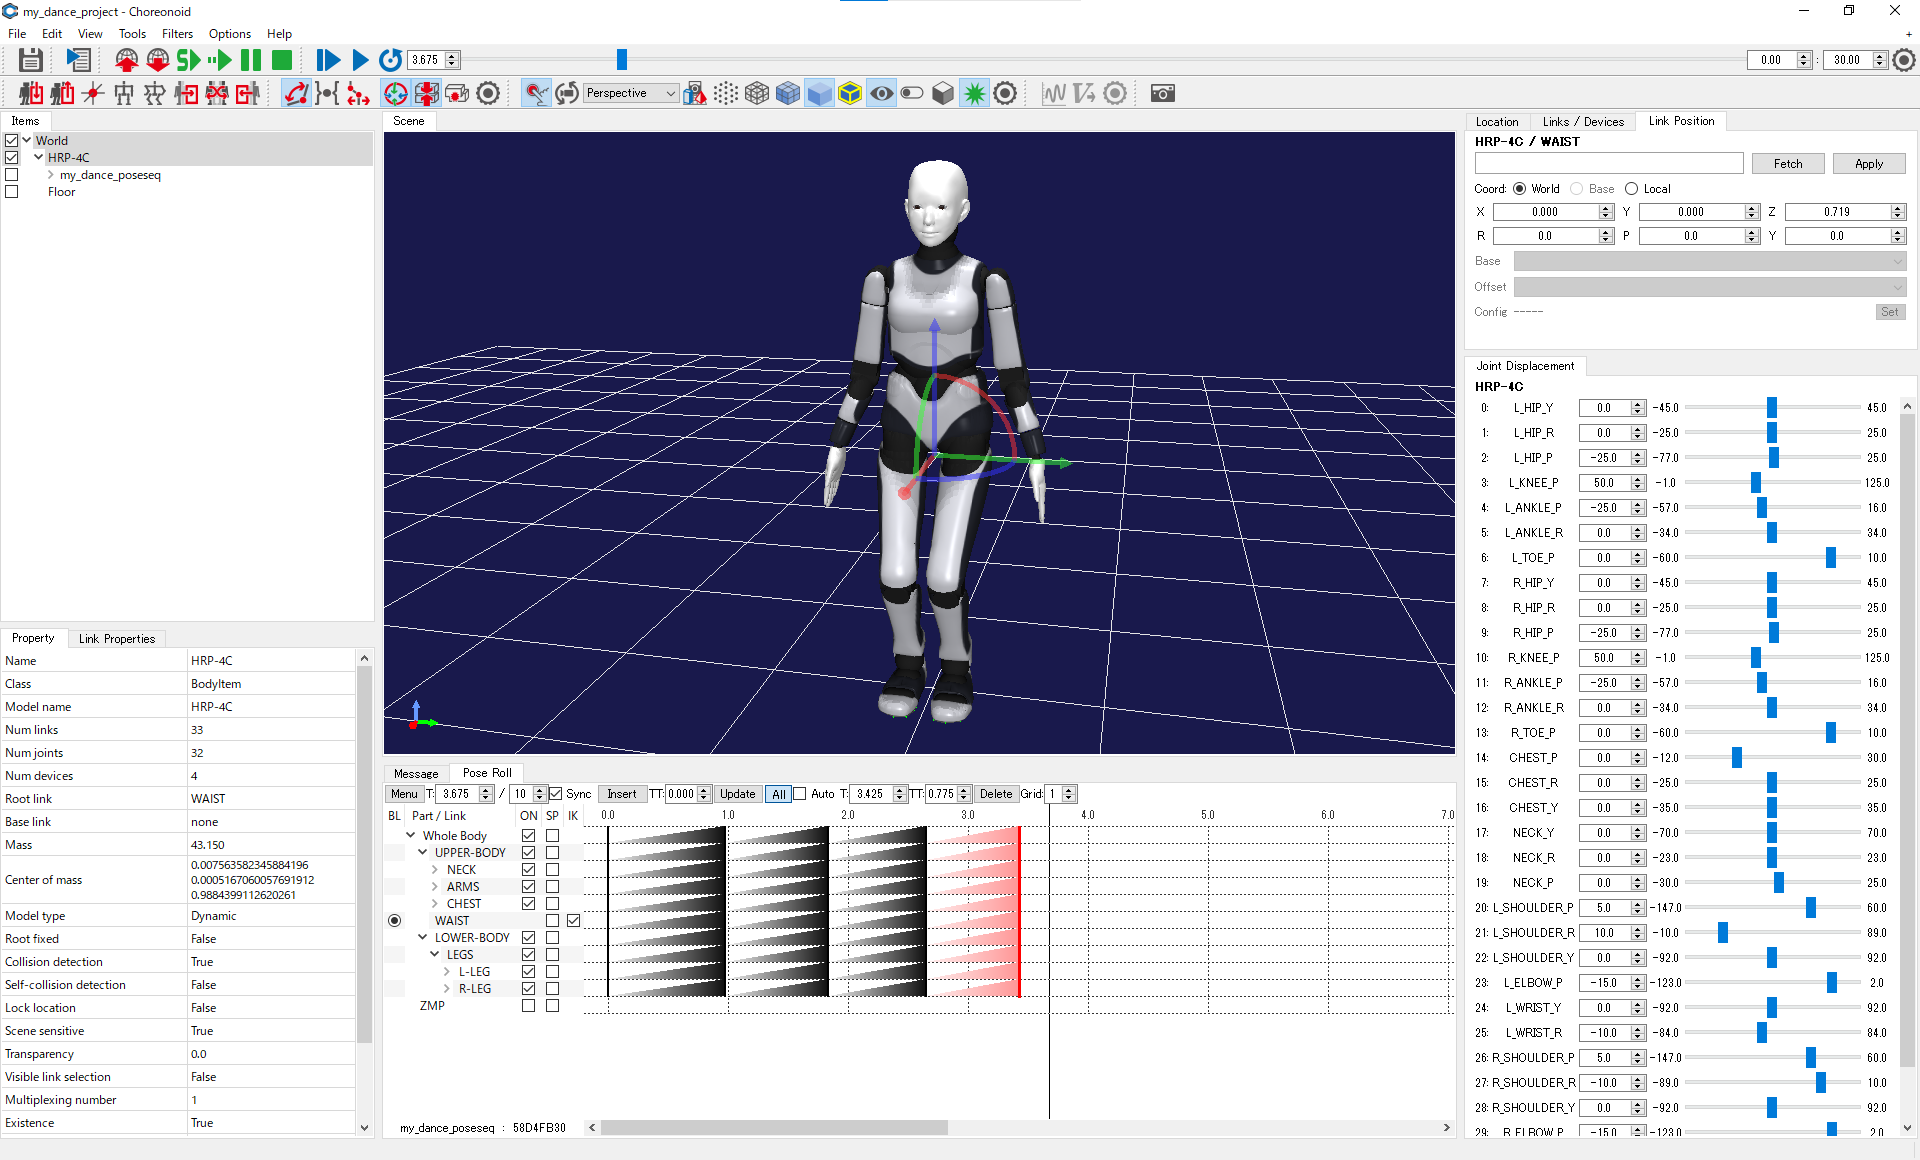 my_dance_project - Choreonoid
File Edit View Tools Filters Options Help
3.675 0.00 : 30.00
Perspective
Items
World
HRP-4C
my_dance_poseseq
Floor
Scene
Location Links / Devices Link Position
HRP-4C / WAIST
Fetch Apply
Coord: World Base Local
X 0.000 Y 0.000 Z 0.719
R 0.0 P 0.0 Y 0.0
Base
Offset
Config ----- Set
Joint Displacement
HRP-4C
0: L_HIP_Y 0.0 -45.0 45.0
1: L_HIP_R 0.0 -25.0 25.0
2: L_HIP_P -25.0 -77.0 25.0
3: L_KNEE_P 50.0 -1.0 125.0
4: L_ANKLE_P -25.0 -57.0 16.0
5: L_ANKLE_R 0.0 -34.0 34.0
6: L_TOE_P 0.0 -60.0 10.0
7: R_HIP_Y 0.0 -45.0 45.0
8: R_HIP_R 0.0 -25.0 25.0
9: R_HIP_P -25.0 -77.0 25.0
10: R_KNEE_P 50.0 -1.0 125.0
11: R_ANKLE_P -25.0 -57.0 16.0
12: R_ANKLE_R 0.0 -34.0 34.0
13: R_TOE_P 0.0 -60.0 10.0
14: CHEST_P 0.0 -12.0 30.0
15: CHEST_R 0.0 -25.0 25.0
16: CHEST_Y 0.0 -35.0 35.0
17: NECK_Y 0.0 -70.0 70.0
18: NECK_R 0.0 -23.0 23.0
19: NECK_P 0.0 -30.0 25.0
20: L_SHOULDER_P 5.0 -147.0 60.0
21: L_SHOULDER_R 10.0 -10.0 89.0
22: L_SHOULDER_Y 0.0 -92.0 92.0
23: L_ELBOW_P -15.0 -123.0 2.0
24: L_WRIST_Y 0.0 -92.0 92.0
25: L_WRIST_R -10.0 -84.0 84.0
26: R_SHOULDER_P 5.0 -147.0 60.0
27: R_SHOULDER_R -10.0 -89.0 10.0
28: R_SHOULDER_Y 0.0 -92.0 92.0
29: R_ELBOW_P -15.0 -123.0 2.0
Property Link Properties
Name HRP-4C
Class BodyItem
Model name HRP-4C
Num links 33
Num joints 32
Num devices 4
Root link WAIST
Base link none
Mass 43.150
Center of mass 0.007563582345884196
0.0005167060057691912
0.9884399112620261
Model type Dynamic
Root fixed False
Collision detection True
Self-collision detection False
Lock location False
Scene sensitive True
Transparency 0.0
Visible link selection False
Multiplexing number 1
Existence True
Message Pose Roll
Menu T: 3.675 / 10 Sync Insert TT: 0.000 Update All Auto T: 3.425 TT: 0.775 Delete Grid: 1
BL Part / Link ON SP IK 0.0 1.0 2.0 3.0 4.0 5.0 6.0 7.0
Whole Body
UPPER-BODY
NECK
ARMS
CHEST
WAIST
LOWER-BODY
LEGS
L-LEG
R-LEG
ZMP
my_dance_poseseq : 58D4FB30